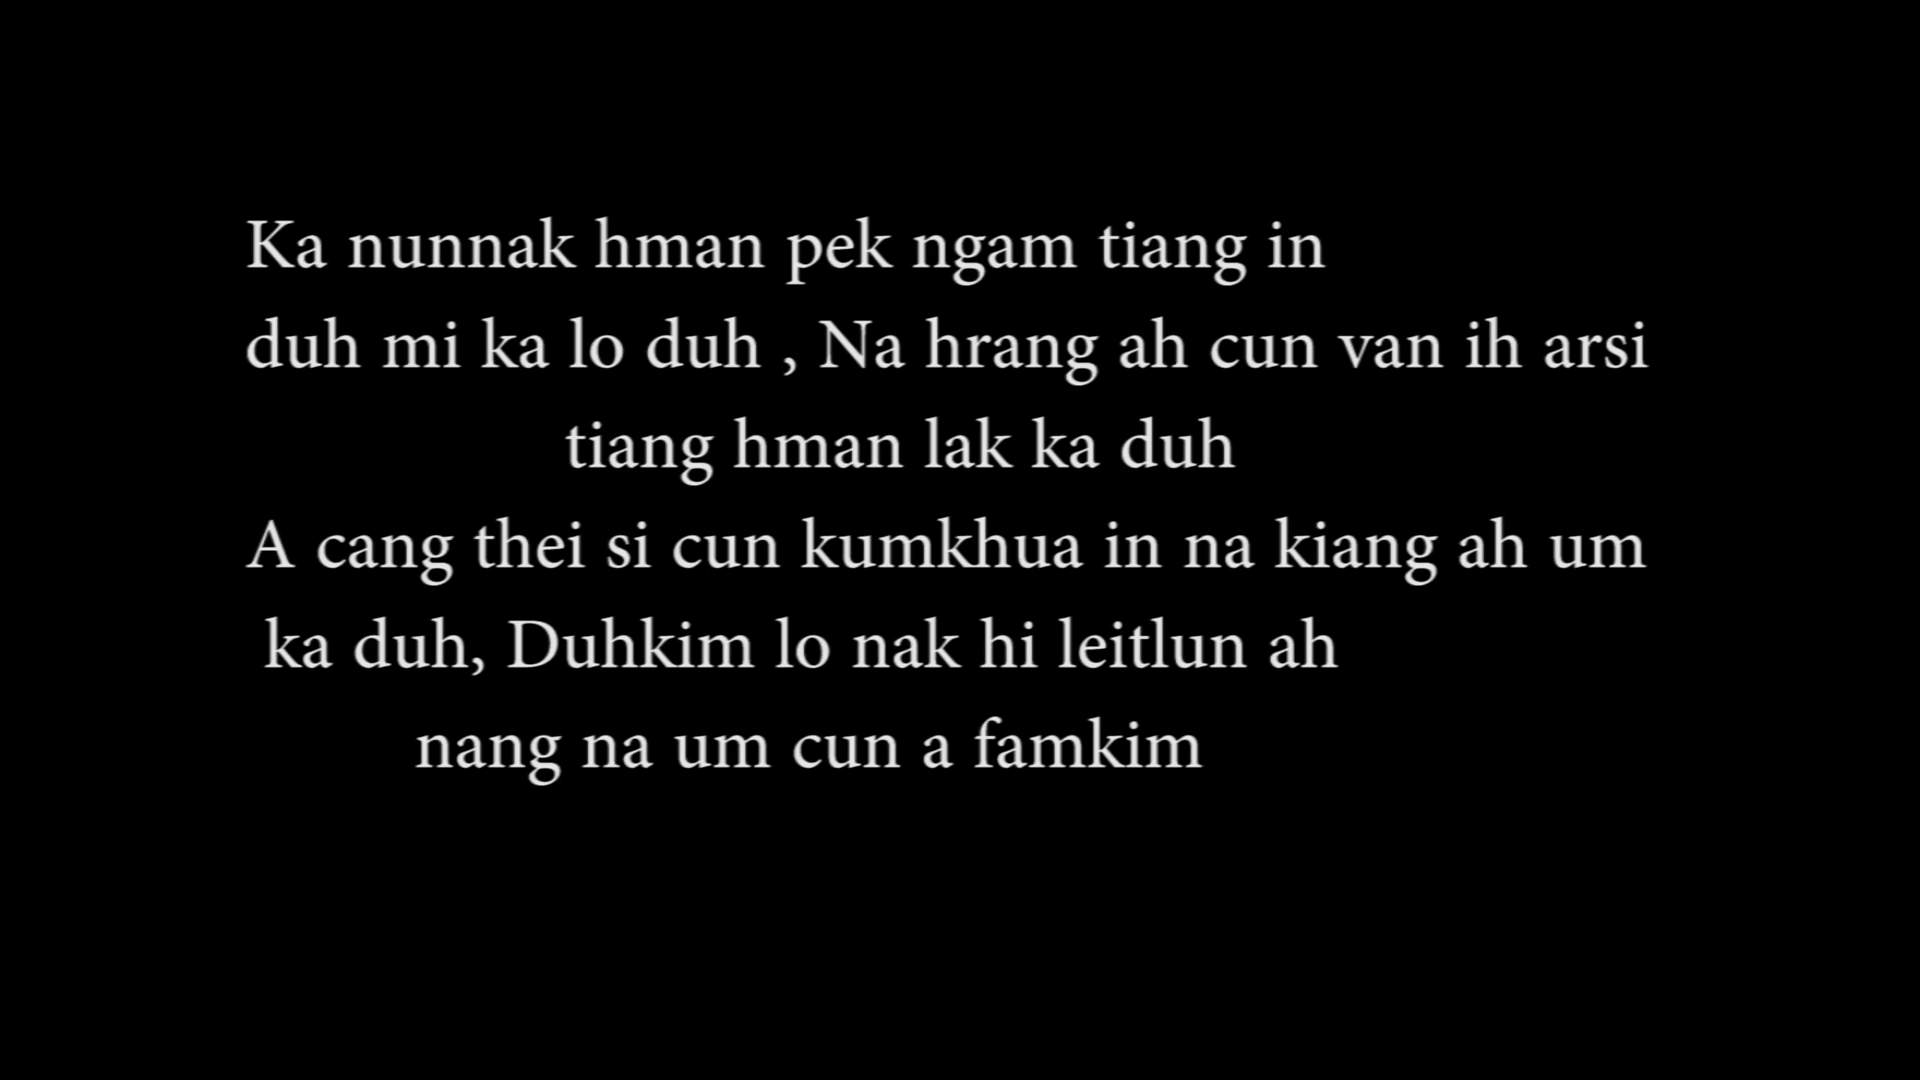 Ka nunnak hman pek ngam tiang in
duh mi ka lo duh , Na hrang ah cun van ih arsi
tiang hman lak ka duh
A cang thei si cun kumkhua in na kiang ah um
ka duh, Duhkim lo nak hi leitlun ah
nang na um cun a famkim